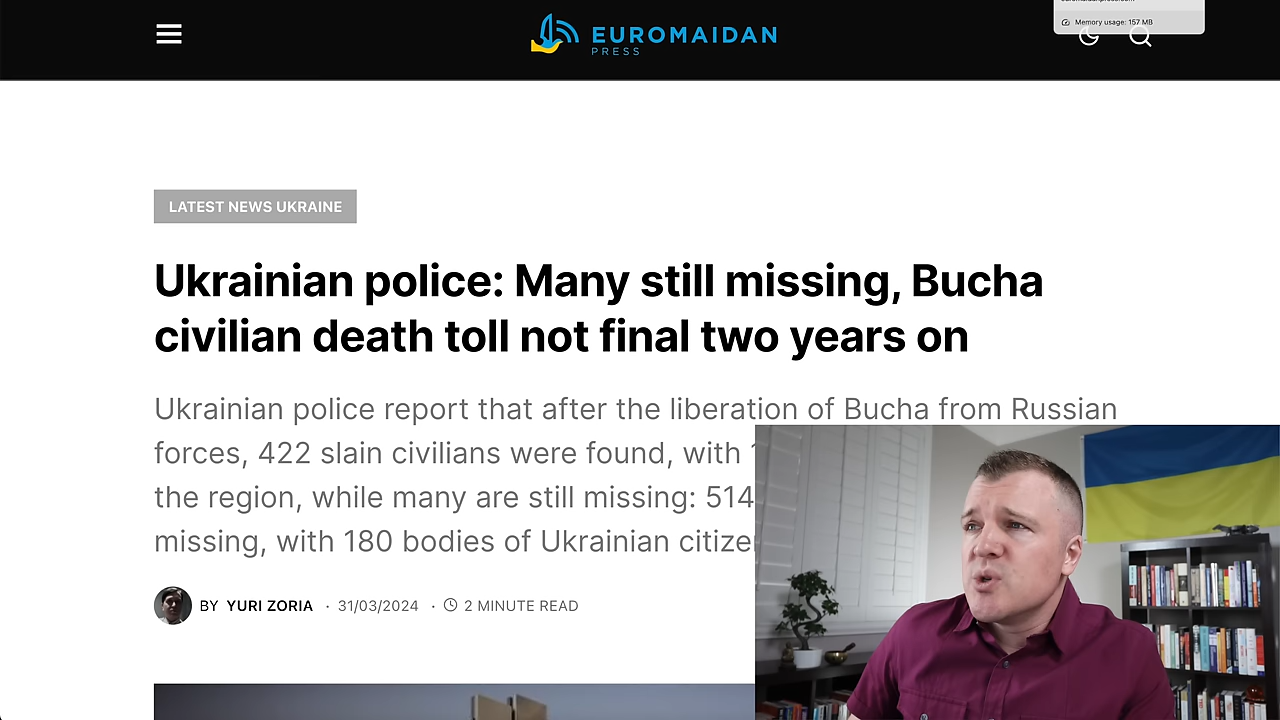 EUROMAIDAN
PRESS
Memory usage: 157 MB
LATEST NEWS UKRAINE
Ukrainian police: Many still missing, Bucha
civilian death toll not final two years on
Ukrainian police report that after the liberation of Bucha from Russian
forces, 422 slain civilians were found, with
the region, while many are still missing: 514
missing, with 180 bodies of Ukrainian
BY YURI ZORIA · 31/03/2024 · 2 MINUTE READ